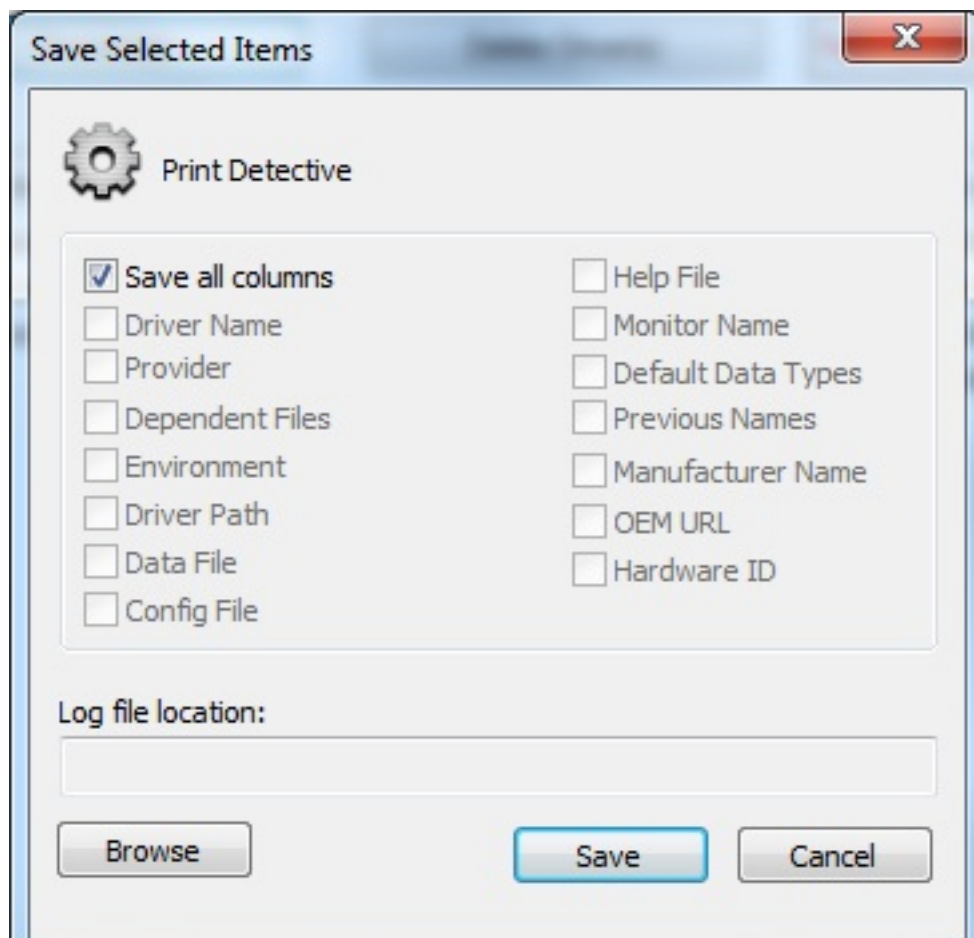 Save Selected Items
Print Detective
Save all columns
Driver Name
Provider
Dependent Files
Environment
Driver Path
Data File
Config File
Help File
Monitor Name
Default Data Types
Previous Names
Manufacturer Name
OEM URL
Hardware ID
Log file location:
Browse
Save
Cancel